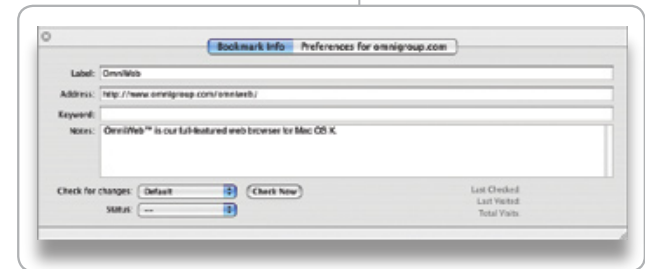 Bookmark Info Preferences for omnigroup.com
Label: OmniWeb
Address: http://www.omnigroup.com/omniweb/
Keyword:
Notes: OmniWeb™ is our full-featured web browser for Mac OS X.
Check for changes: Default Check Now Last Checked
Last Visited
Status: -- Total Visits